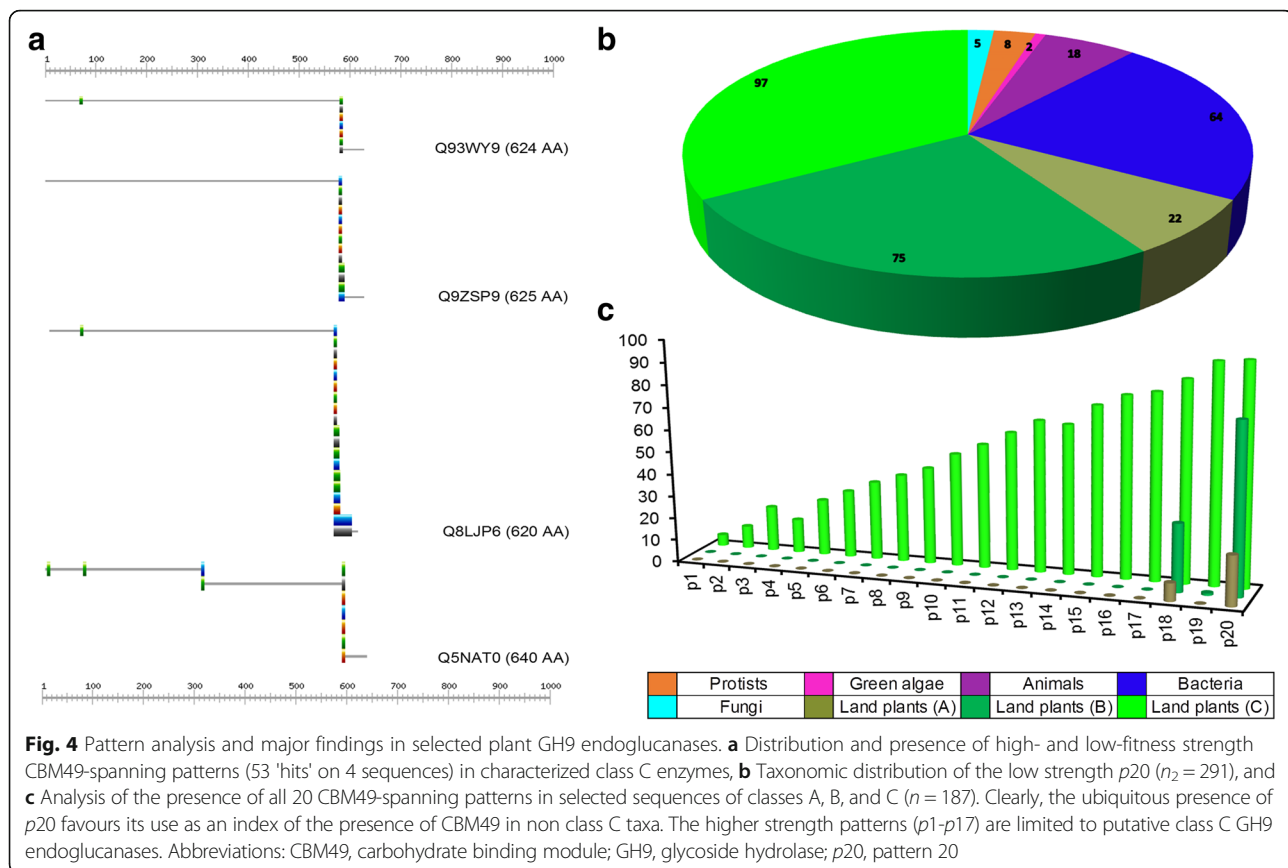 a
1 100 200 300 400 500 600 700 800 900 1000
Q93WY9 (624 AA)
Q9ZSP9 (625 AA)
Q8LJP6 (620 AA)
Q5NAT0 (640 AA)
1 100 200 300 400 500 600 700 800 900 1000
b
5 8 2 18
97
64
22
75
c
100
90
80
70
60
50
40
30
20
10
0
p1 p2 p3 p4 p5 p6 p7 p8 p9 p10 p11 p12 p13 p14 p15 p16 p17 p18 p19 p20
Protists Green algae Animals Bacteria
Fungi Land plants (A) Land plants (B) Land plants (C)
Fig. 4 Pattern analysis and major findings in selected plant GH9 endoglucanases. a Distribution and presence of high- and low-fitness strength
CBM49-spanning patterns (53 'hits' on 4 sequences) in characterized class C enzymes, b Taxonomic distribution of the low strength p20 (n₂ = 291), and
c Analysis of the presence of all 20 CBM49-spanning patterns in selected sequences of classes A, B, and C (n = 187). Clearly, the ubiquitous presence of
p20 favours its use as an index of the presence of CBM49 in non class C taxa. The higher strength patterns (p1-p17) are limited to putative class C GH9
endoglucanases. Abbreviations: CBM49, carbohydrate binding module; GH9, glycoside hydrolase; p20, pattern 20